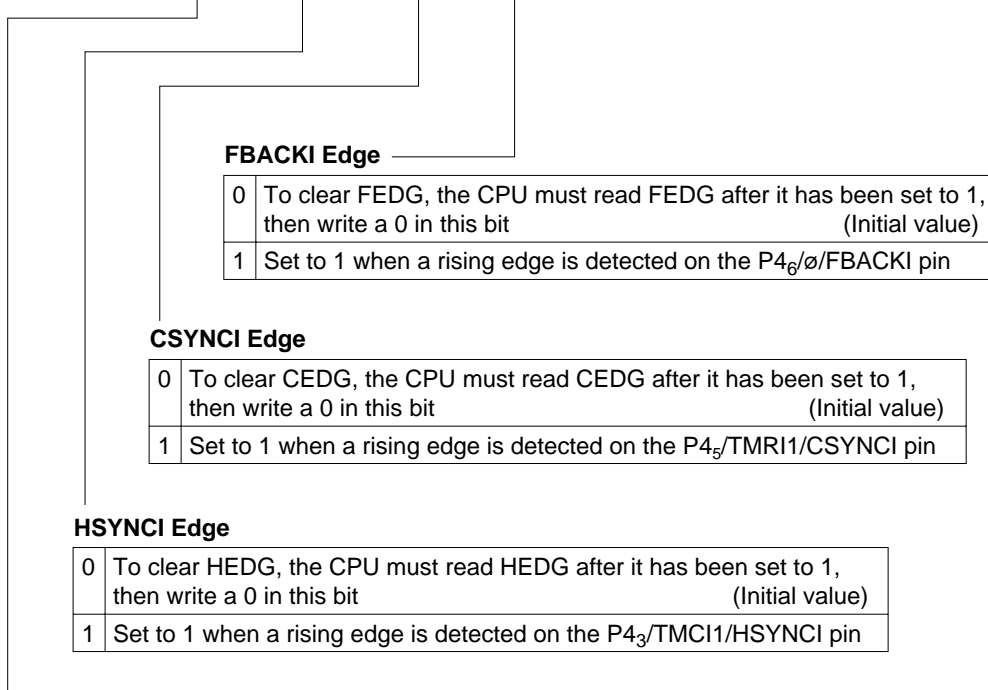 FBACKI Edge
0 To clear FEDG, the CPU must read FEDG after it has been set to 1,
then write a 0 in this bit (Initial value)
1 Set to 1 when a rising edge is detected on the P4₆/ø/FBACKI pin
CSYNCI Edge
0 To clear CEDG, the CPU must read CEDG after it has been set to 1,
then write a 0 in this bit (Initial value)
1 Set to 1 when a rising edge is detected on the P4₅/TMRI1/CSYNCI pin
HSYNCI Edge
0 To clear HEDG, the CPU must read HEDG after it has been set to 1,
then write a 0 in this bit (Initial value)
1 Set to 1 when a rising edge is detected on the P4₃/TMCI1/HSYNCI pin